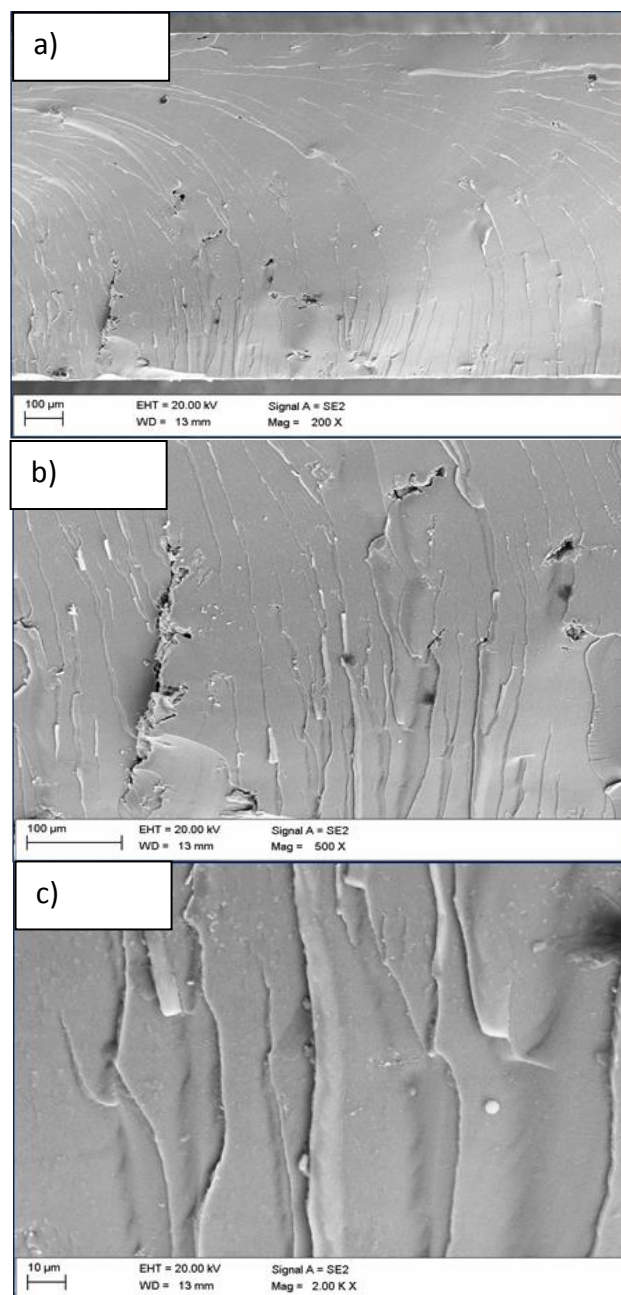 a)
100 µm
EHT = 20.00 kV
Signal A = SE2
WD = 13 mm
Mag = 200 X
b)
100 µm
EHT = 20.00 kV
Signal A = SE2
WD = 13 mm
Mag = 500 X
c)
10 µm
EHT = 20.00 kV
Signal A = SE2
WD = 13 mm
Mag = 2.00 K X